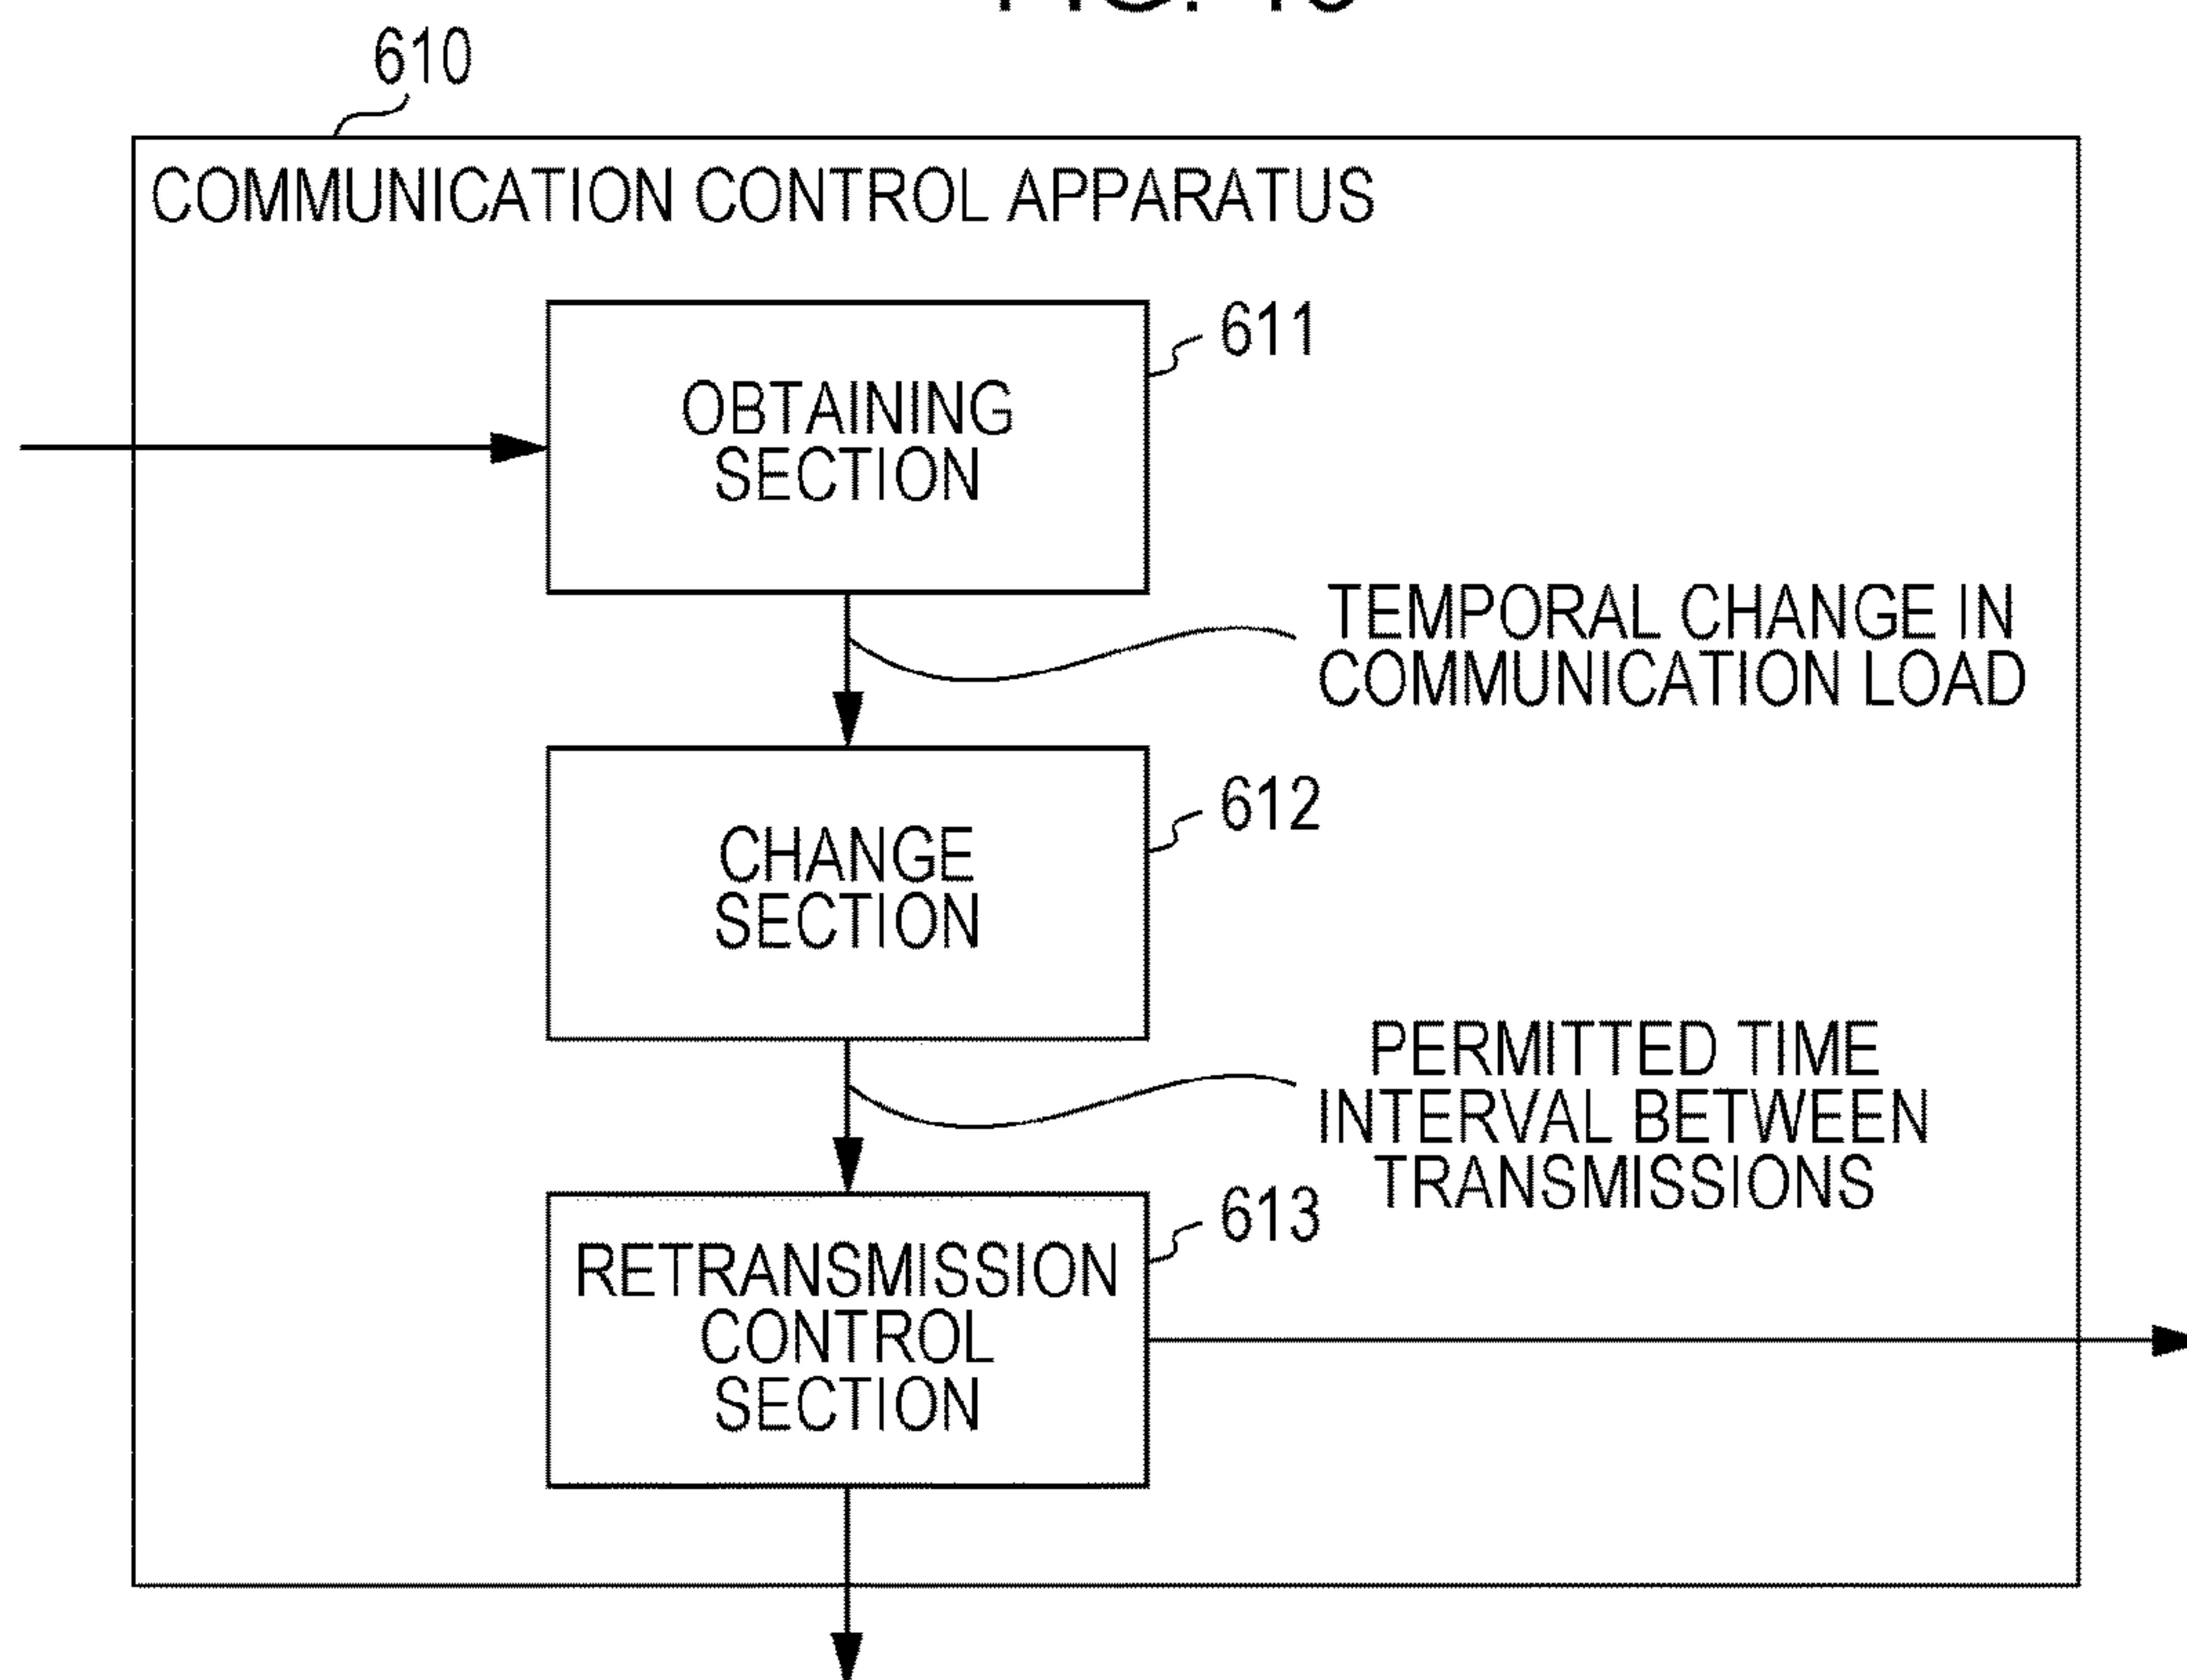 610
COMMUNICATION CONTROL APPARATUS
611
OBTAINING
SECTION
TEMPORAL CHANGE IN
COMMUNICATION LOAD
612
CHANGE
SECTION
PERMITTED TIME
INTERVAL BETWEEN
TRANSMISSIONS
613
RETRANSMISSION
CONTROL
SECTION